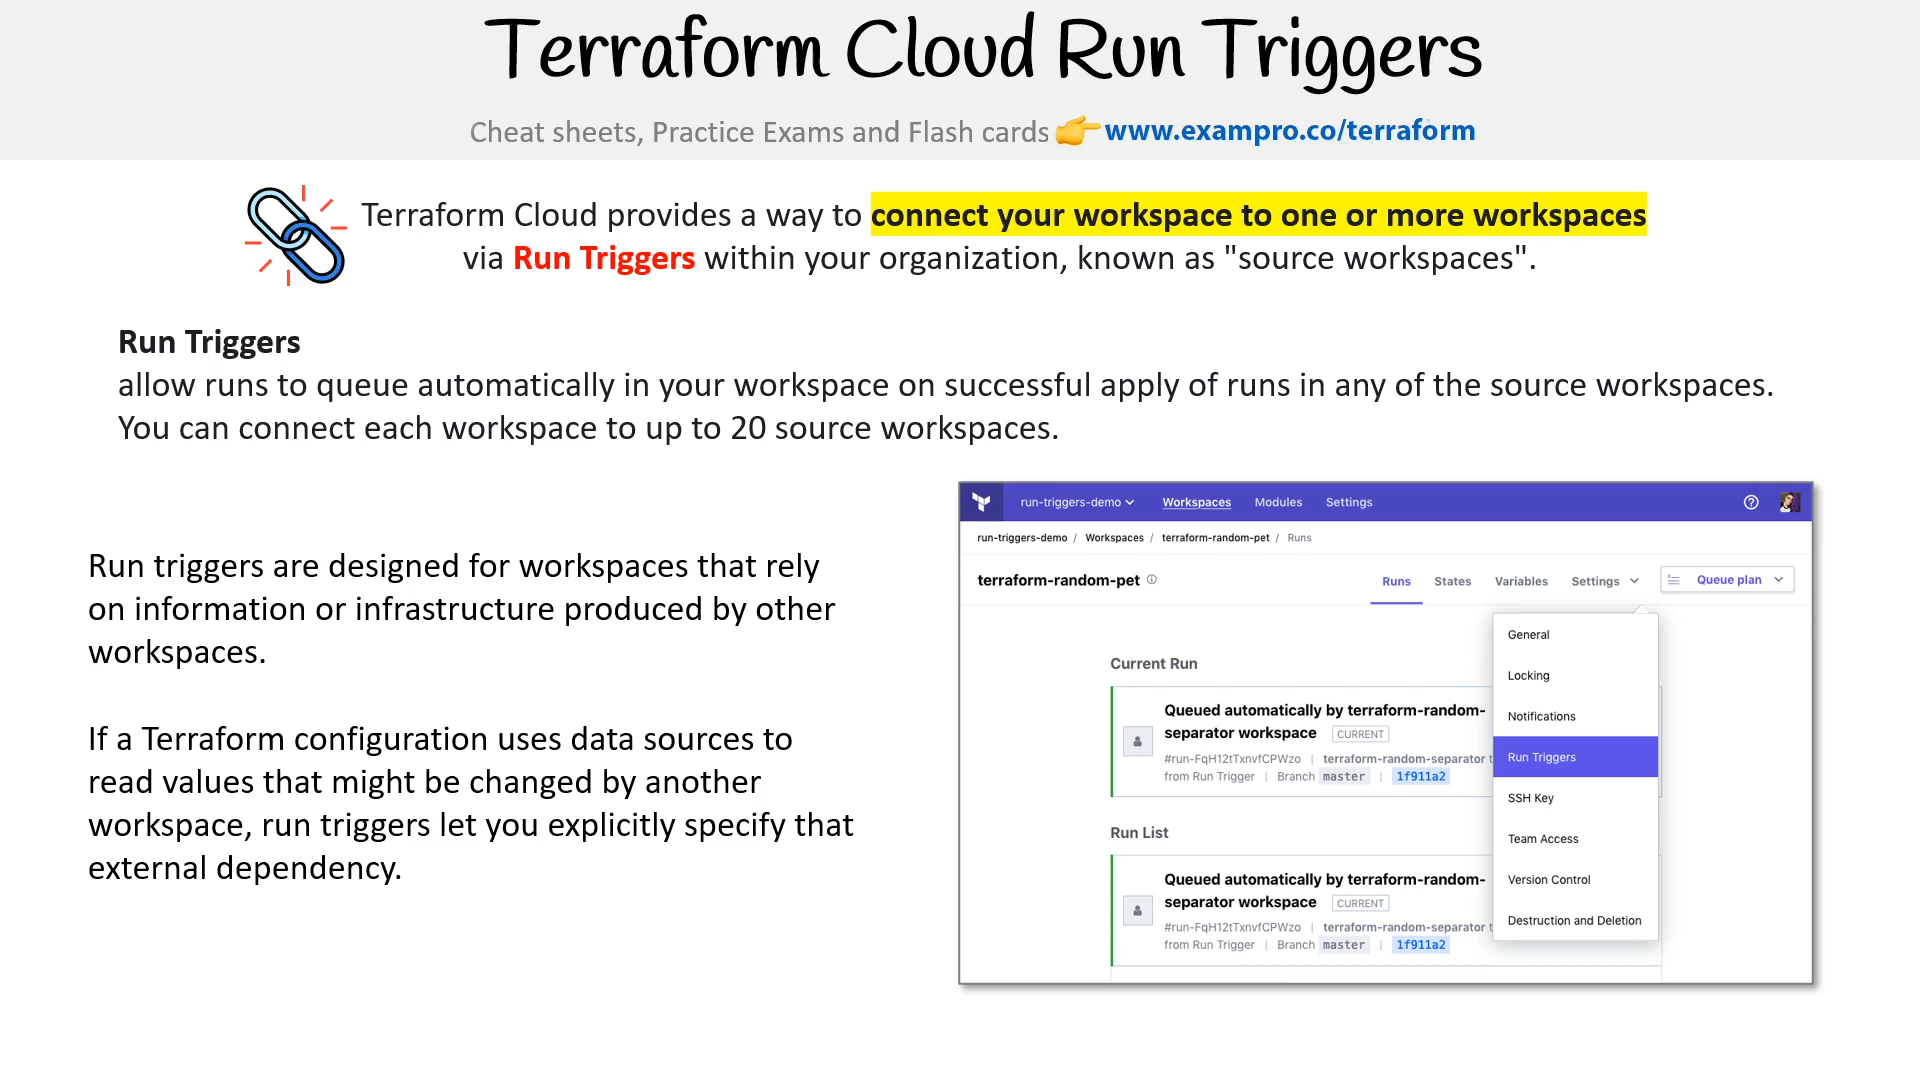 Terraform Cloud Run Triggers
Cheat sheets, Practice Exams and Flash cards 👉www.exampro.co/terraform
Terraform Cloud provides a way to connect your workspace to one or more workspaces
via Run Triggers within your organization, known as "source workspaces".
Run Triggers
allow runs to queue automatically in your workspace on successful apply of runs in any of the source workspaces.
You can connect each workspace to up to 20 source workspaces.
Run triggers are designed for workspaces that rely
on information or infrastructure produced by other
workspaces.
If a Terraform configuration uses data sources to
read values that might be changed by another
workspace, run triggers let you explicitly specify that
external dependency.
run-triggers-demo Workspaces Modules Settings
run-triggers-demo / Workspaces / terraform-random-pet / Runs
terraform-random-pet Runs States Variables Settings Queue plan
General
Locking
Notifications
Run Triggers
SSH Key
Team Access
Version Control
Destruction and Deletion
Current Run
Queued automatically by terraform-random-
separator workspace CURRENT
#run-FqH12tTxnvfCPWzo | terraform-random-separator t
from Run Trigger | Branch master | 1f911a2
Run List
Queued automatically by terraform-random-
separator workspace CURRENT
#run-FqH12tTxnvfCPWzo | terraform-random-separator t
from Run Trigger | Branch master | 1f911a2